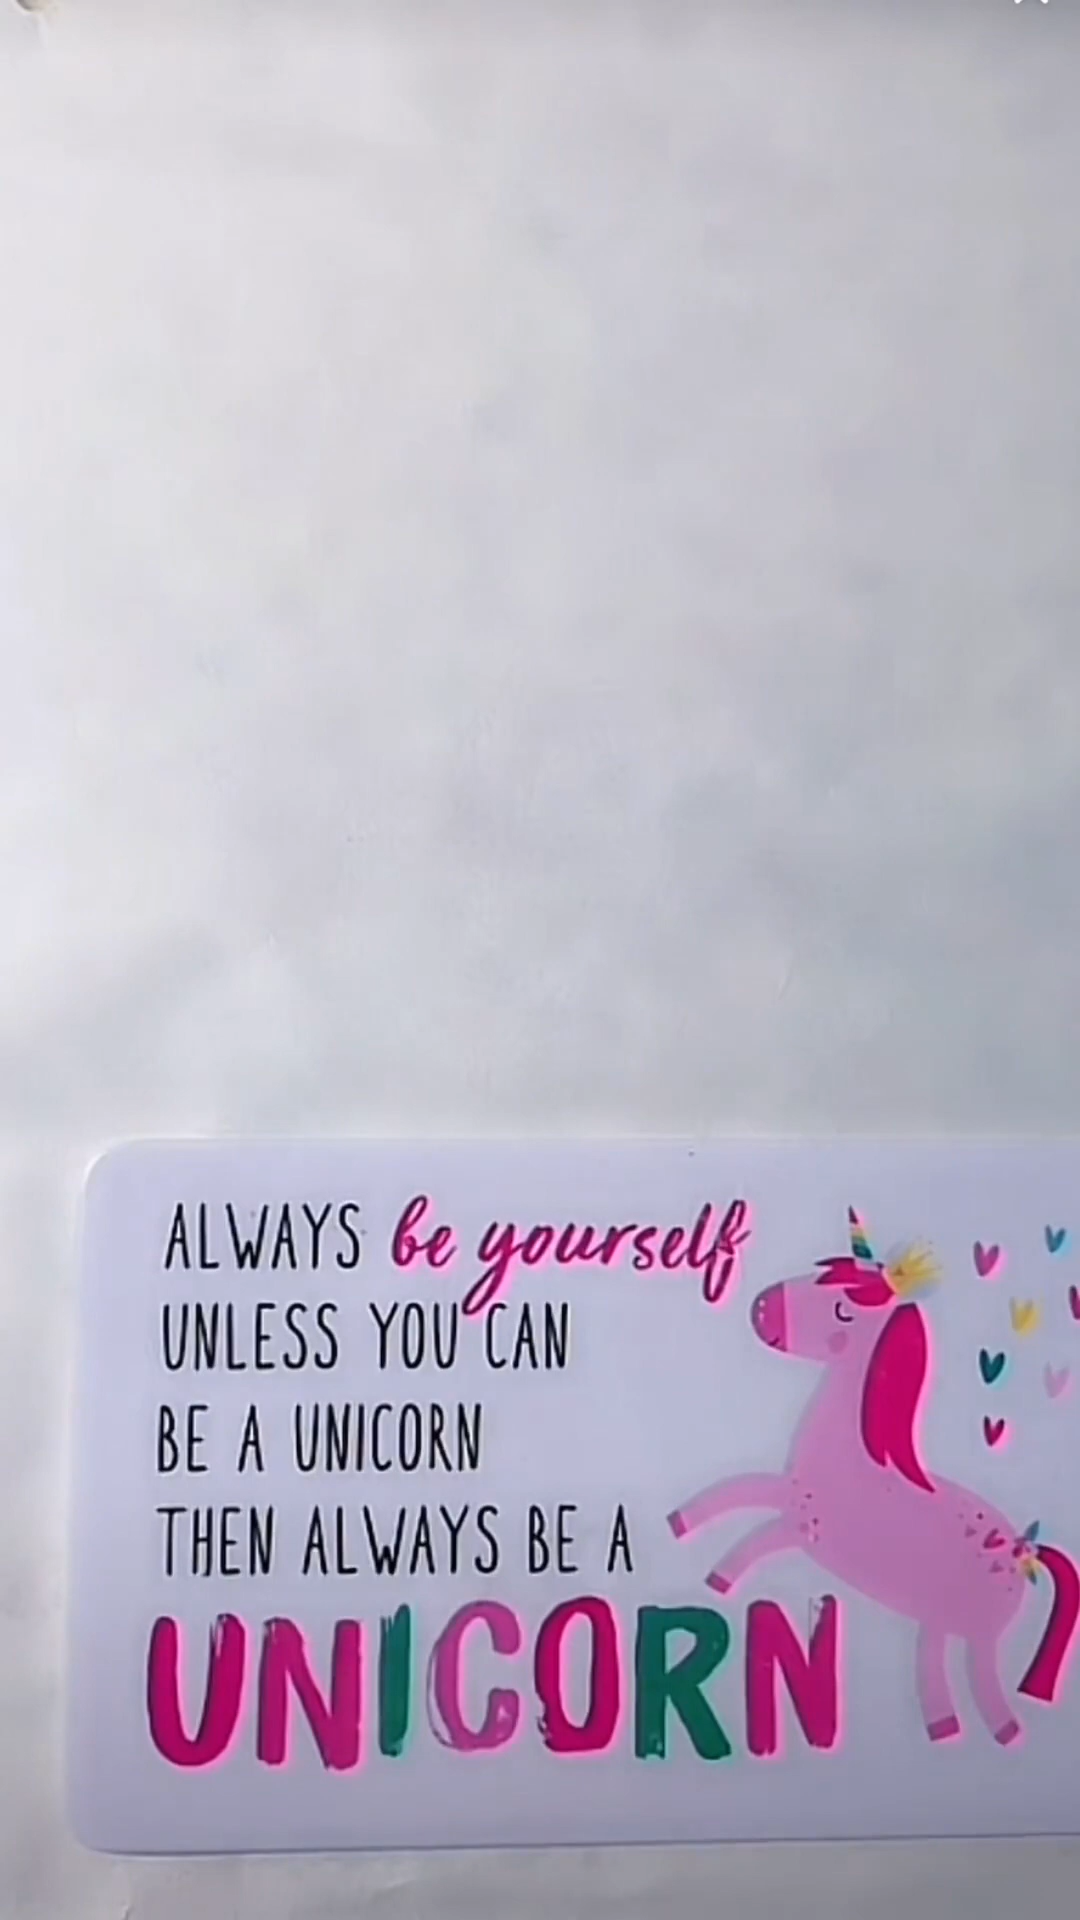 ALWAYS be yourself
UNLESS YOU CAN
BE A UNICORN
THEN ALWAYS BE A
UNICORN